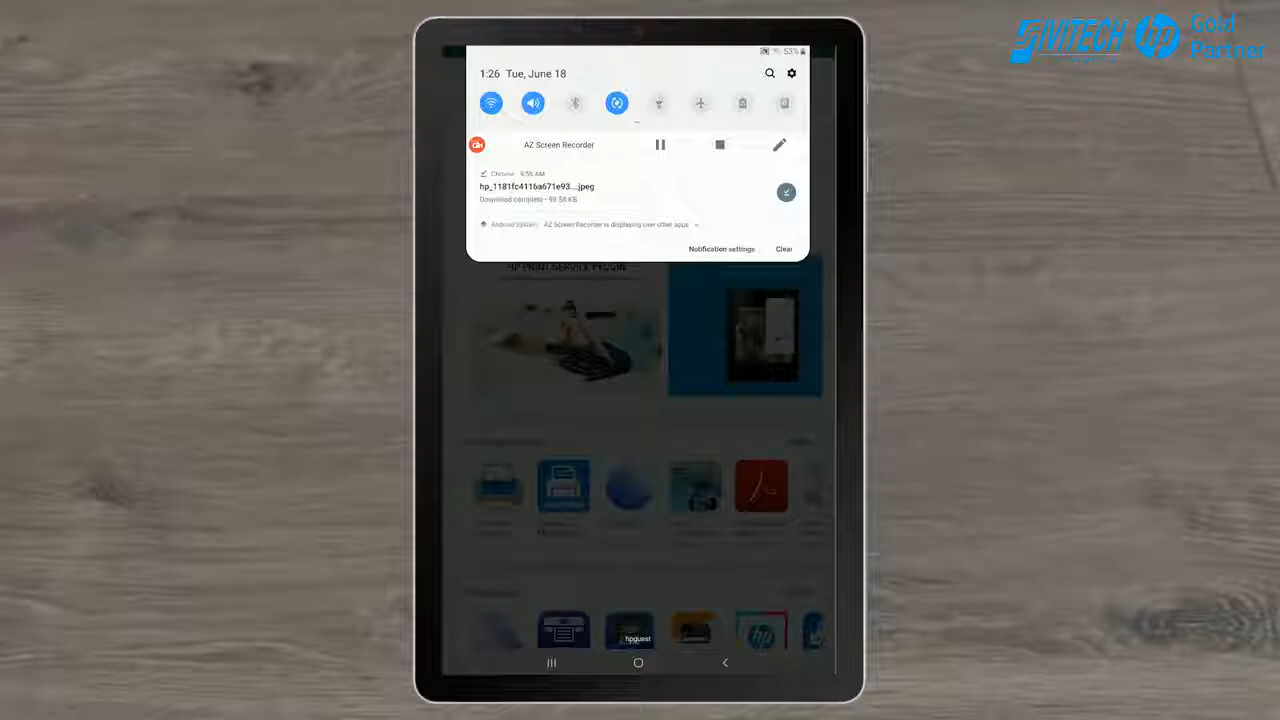 SIVITECH
hp
Gold
Partner
53%
1:26 Tue, June 18
AZ Screen Recorder
Chrome 9:56 AM
hp_1181fc4116a671e93....jpeg
Download complete • 99.58 KB
Android System AZ Screen Recorder is displaying over other apps
Notification settings Clear
HP PRINT SERVICE PLUGIN
hpguest
hp